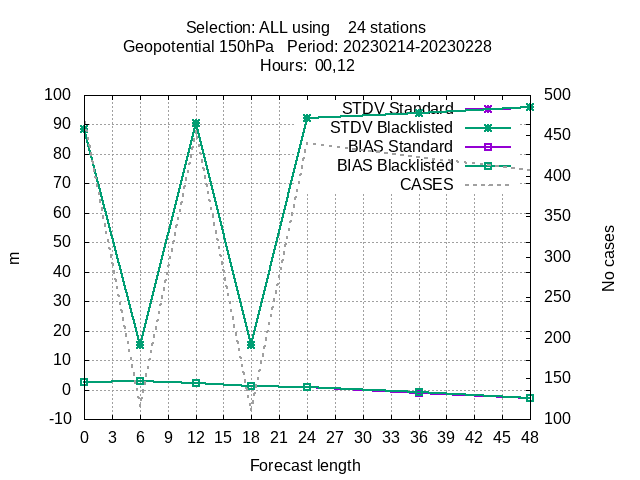 Selection: ALL using 24 stations
Geopotential 150hPa Period: 20230214-20230228
Hours: 00,12
STDV Standard
STDV Blacklisted
BIAS Standard
BIAS Blacklisted
CASES
100
90
80
70
60
50
40
30
20
10
0
-10
m
500
450
400
350
300
250
200
150
100
No cases
0 3 6 9 12 15 18 21 24 27 30 33 36 39 42 45 48
Forecast length